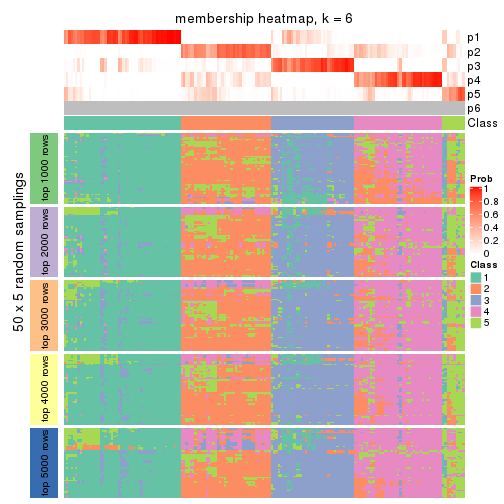 membership heatmap, k = 6
p1
p2
p3
p4
p5
p6
Class
50 x 5 random samplings
top 1000 rows
top 2000 rows
top 3000 rows
top 4000 rows
top 5000 rows
Prob
1
0.8
0.6
0.4
0.2
0
Class
1
2
3
4
5